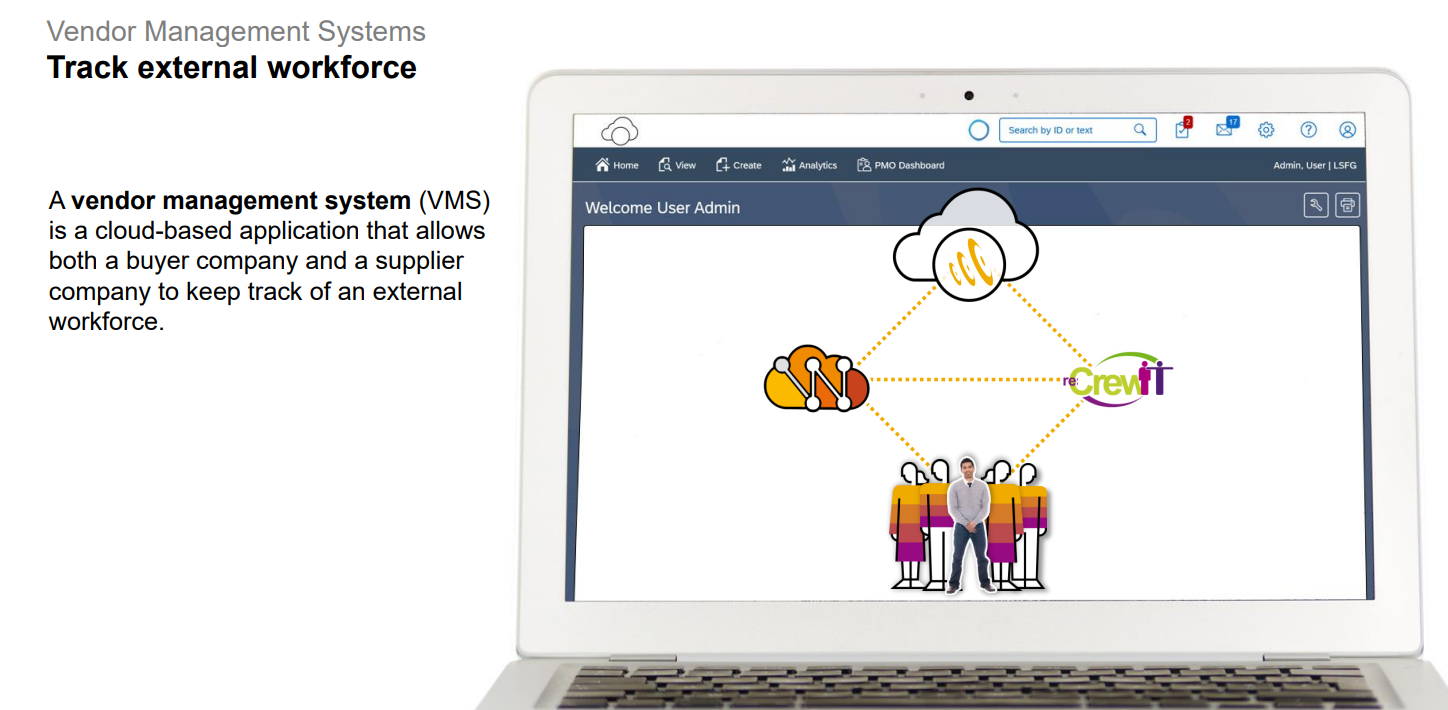 Vendor Management Systems
Track external workforce
A vendor management system (VMS)
is a cloud-based application that allows
both a buyer company and a supplier
company to keep track of an external
workforce.
Search by ID or text
2
17
Home View Create Analytics PMO Dashboard
Admin, User | LSFG
Welcome User Admin
re:CrewIT